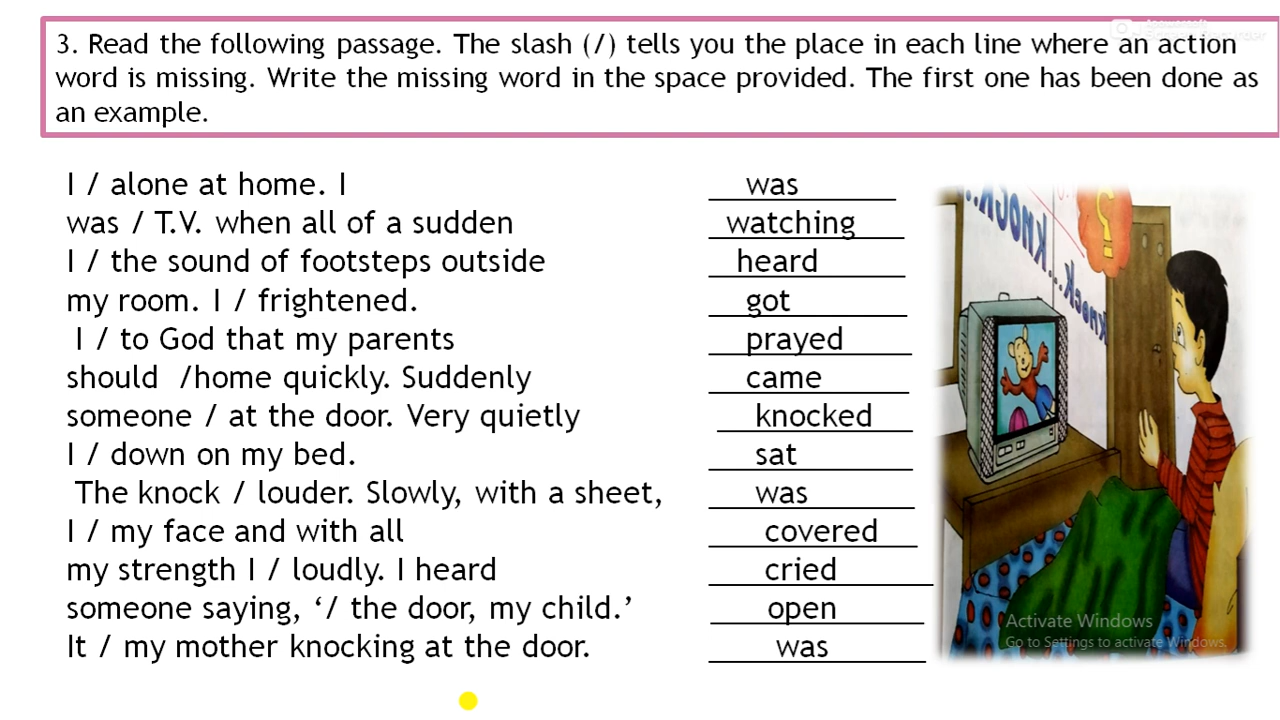 3. Read the following passage. The slash (/) tells you the place in each line where an action
word is missing. Write the missing word in the space provided. The first one has been done as
an example.
I / alone at home. I was
was / T.V. when all of a sudden watching
I / the sound of footsteps outside heard
my room. I / frightened. got
I / to God that my parents prayed
should /home quickly. Suddenly came
someone / at the door. Very quietly knocked
I / down on my bed. sat
The knock / louder. Slowly, with a sheet, was
I / my face and with all covered
my strength I / loudly. I heard cried
someone saying, ‘/ the door, my child.’ open
It / my mother knocking at the door. was
KNOCK...
KNOCK...
Knock
?
Activate Windows
Go to Settings to activate Windows.